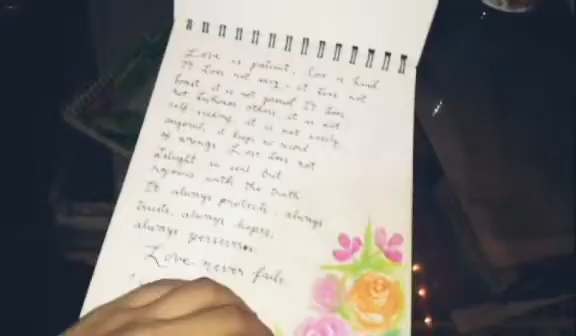 Love is patient, love is kind
It does not envy, it does not
boast, it is not proud. It does
not dishonor others, it is not
self-seeking, it is not easily
angered, it keeps no record
of wrongs. Love does not
delight in evil but
rejoices with the truth
It always protects, always
trusts, always hopes,
always perseveres.
Love never fails